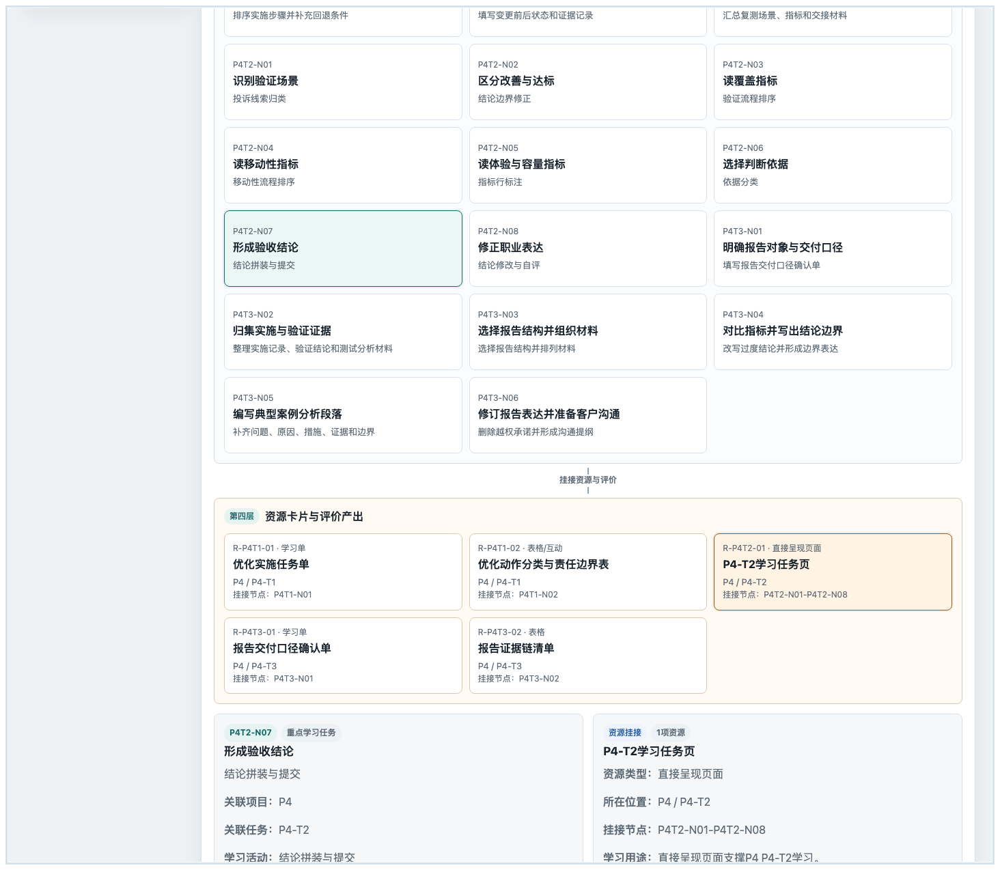 排序实施步骤并补充回退条件
填写变更前后状态和证据记录
汇总复测场景、指标和交接材料
P4T2-N01
识别验证场景
投诉线索归类
P4T2-N02
区分改善与达标
结论边界修正
P4T2-N03
读覆盖指标
验证流程排序
P4T2-N04
读移动性指标
移动性流程排序
P4T2-N05
读体验与容量指标
指标行标注
P4T2-N06
选择判断依据
依据分类
P4T2-N07
形成验收结论
结论拼装与提交
P4T2-N08
修正职业表达
结论修改与自评
P4T3-N01
明确报告对象与交付口径
填写报告交付口径确认单
P4T3-N02
归集实施与验证证据
整理实施记录、验证结论和测试分析材料
P4T3-N03
选择报告结构并组织材料
选择报告结构并排列材料
P4T3-N04
对比指标并写出结论边界
改写过度结论并形成边界表达
P4T3-N05
编写典型案例分析段落
补齐问题、原因、措施、证据和边界
P4T3-N06
修订报告表达并准备客户沟通
删除越权承诺并形成沟通提纲
挂接资源与评价
第四层 资源卡片与评价产出
R-P4T1-01 · 学习单
优化实施任务单
P4 / P4-T1
挂接节点：P4T1-N01
R-P4T1-02 · 表格/互动
优化动作分类与责任边界表
P4 / P4-T1
挂接节点：P4T1-N02
R-P4T2-01 · 直接呈现页面
P4-T2学习任务页
P4 / P4-T2
挂接节点：P4T2-N01-P4T2-N08
R-P4T3-01 · 学习单
报告交付口径确认单
P4 / P4-T3
挂接节点：P4T3-N01
R-P4T3-02 · 表格
报告证据链清单
P4 / P4-T3
挂接节点：P4T3-N02
P4T2-N07 重点学习任务
形成验收结论
结论拼装与提交
关联项目：P4
关联任务：P4-T2
学习活动：结论拼装与提交
资源挂接 1项资源
P4-T2学习任务页
资源类型：直接呈现页面
所在位置：P4 / P4-T2
挂接节点：P4T2-N01-P4T2-N08
学习用途：直接呈现页面支撑P4 P4-T2学习。